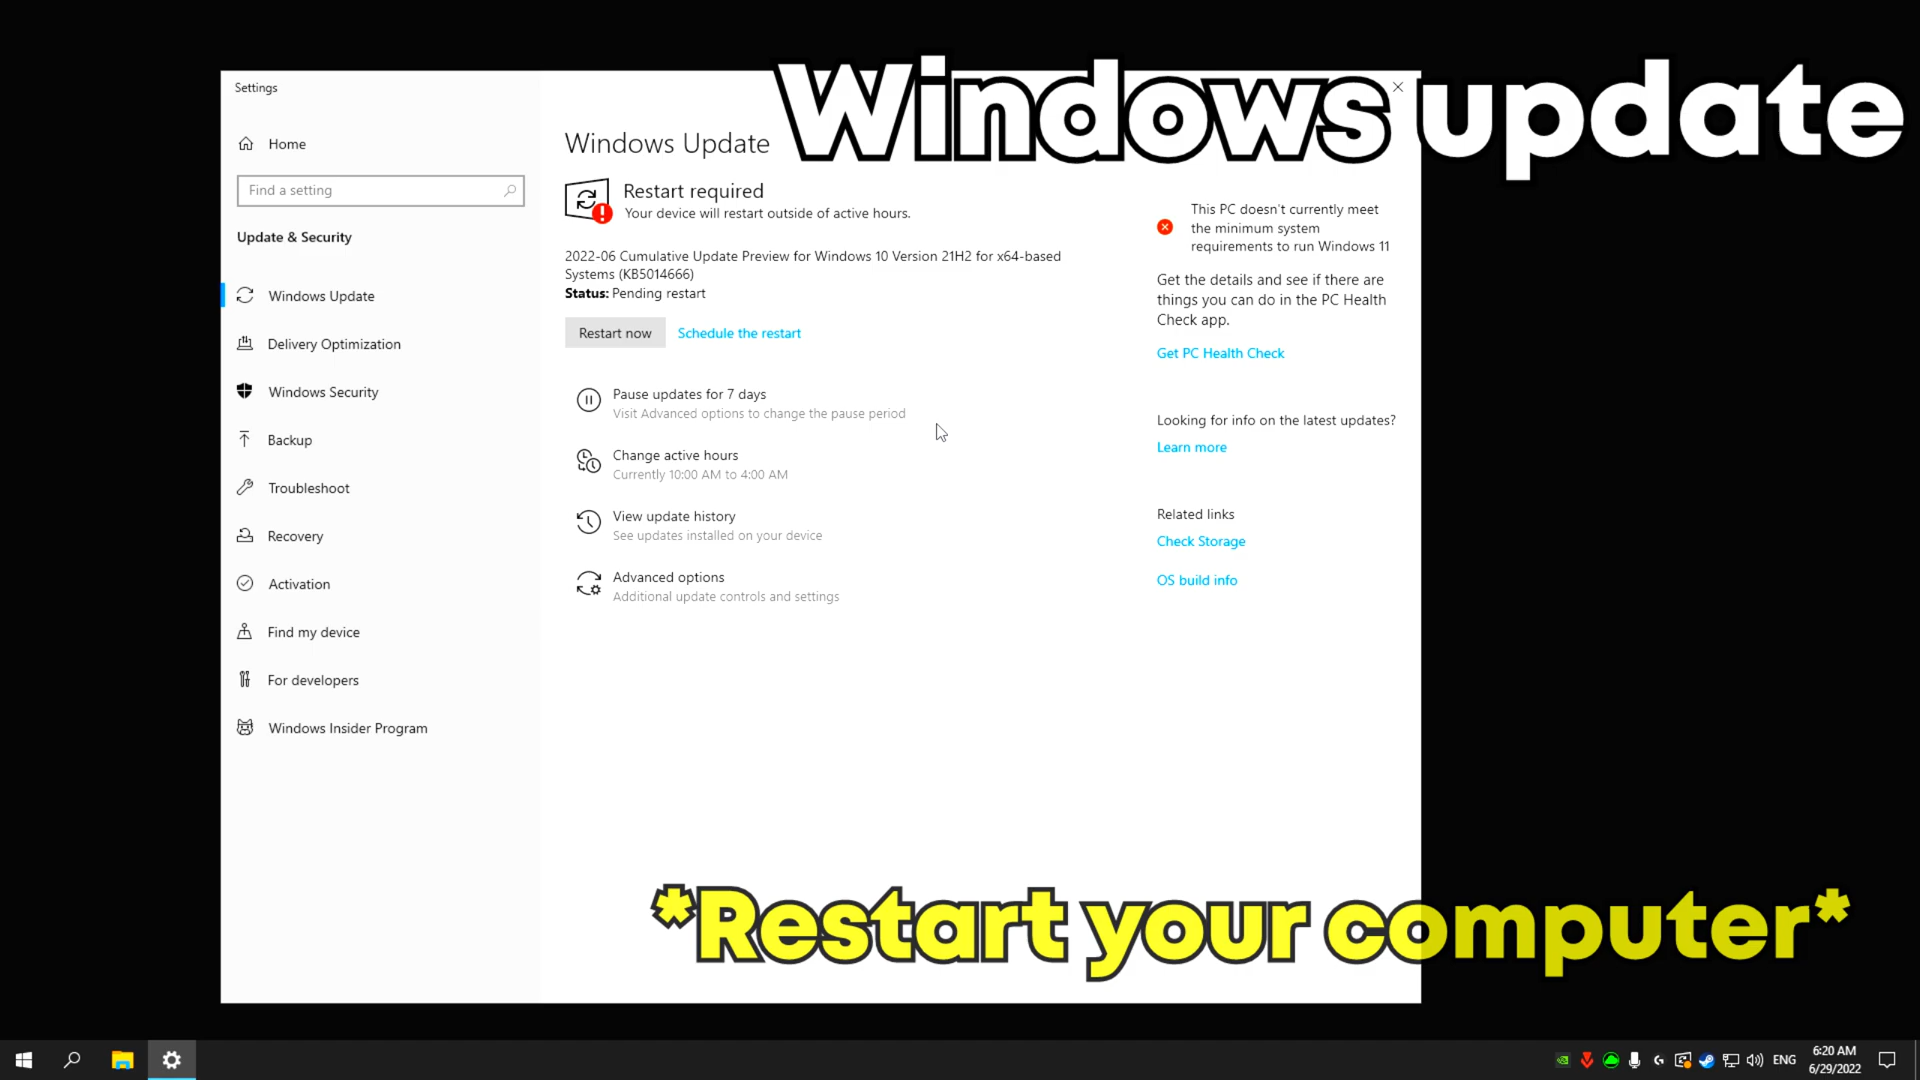 Windows update
Settings
Home
Find a setting
Update & Security
Windows Update
Delivery Optimization
Windows Security
Backup
Troubleshoot
Recovery
Activation
Find my device
For developers
Windows Insider Program
Windows Update
Restart required
Your device will restart outside of active hours.
2022-06 Cumulative Update Preview for Windows 10 Version 21H2 for x64-based
Systems (KB5014666)
Status: Pending restart
Restart now
Schedule the restart
Pause updates for 7 days
Visit Advanced options to change the pause period
Change active hours
Currently 10:00 AM to 4:00 AM
View update history
See updates installed on your device
Advanced options
Additional update controls and settings
This PC doesn't currently meet
the minimum system
requirements to run Windows 11
Get the details and see if there are
things you can do in the PC Health
Check app.
Get PC Health Check
Looking for info on the latest updates?
Learn more
Related links
Check Storage
OS build info
*Restart your computer*
ENG
6:20 AM
6/29/2022